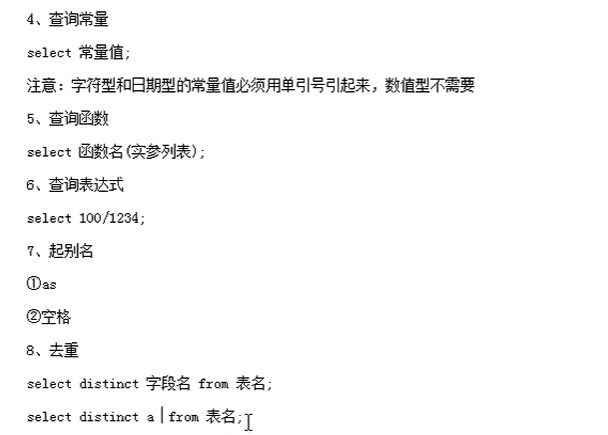 4、查询常量
select 常量值;
注意：字符型和日期型的常量值必须用单引号引起来，数值型不需要
5、查询函数
select 函数名(实参列表);
6、查询表达式
select 100/1234;
7、起别名
①as
②空格
8、去重
select distinct 字段名 from 表名;
select distinct a from 表名;